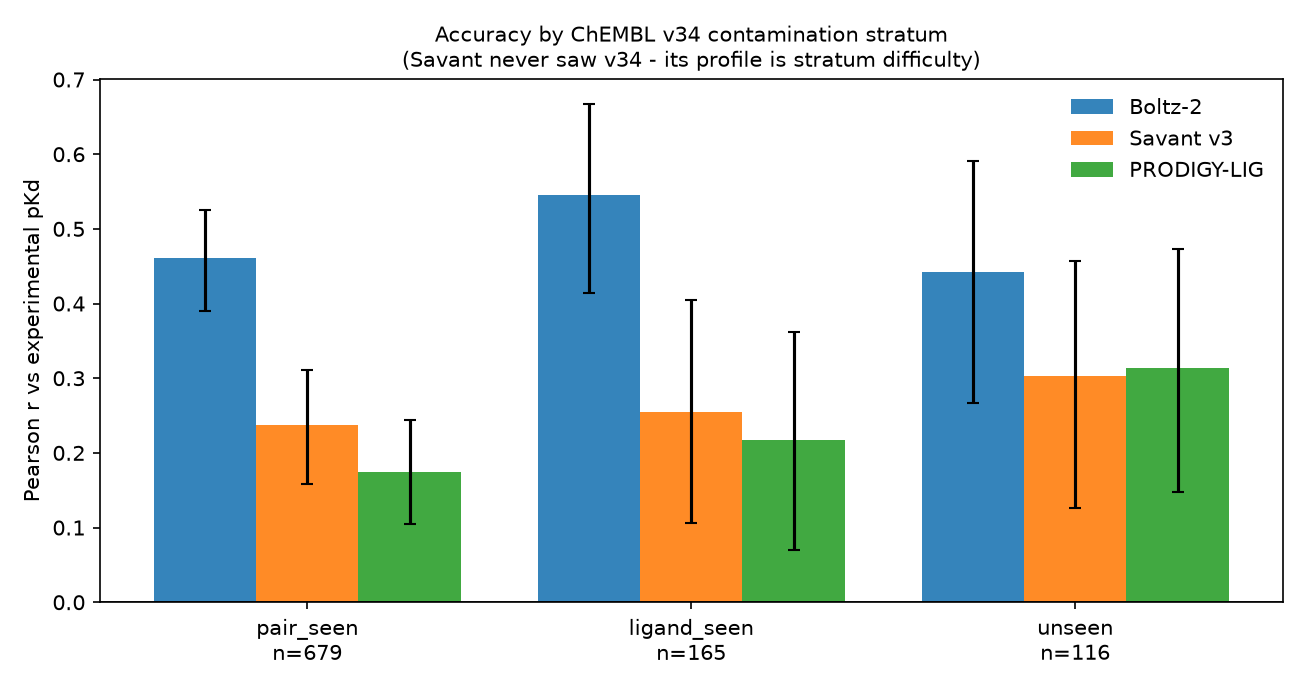 Accuracy by ChEMBL v34 contamination stratum
(Savant never saw v34 - its profile is stratum difficulty)
Pearson r vs experimental pKd
0.7
0.6
0.5
0.4
0.3
0.2
0.1
0.0
Boltz-2
Savant v3
PRODIGY-LIG
pair_seen
n=679
ligand_seen
n=165
unseen
n=116